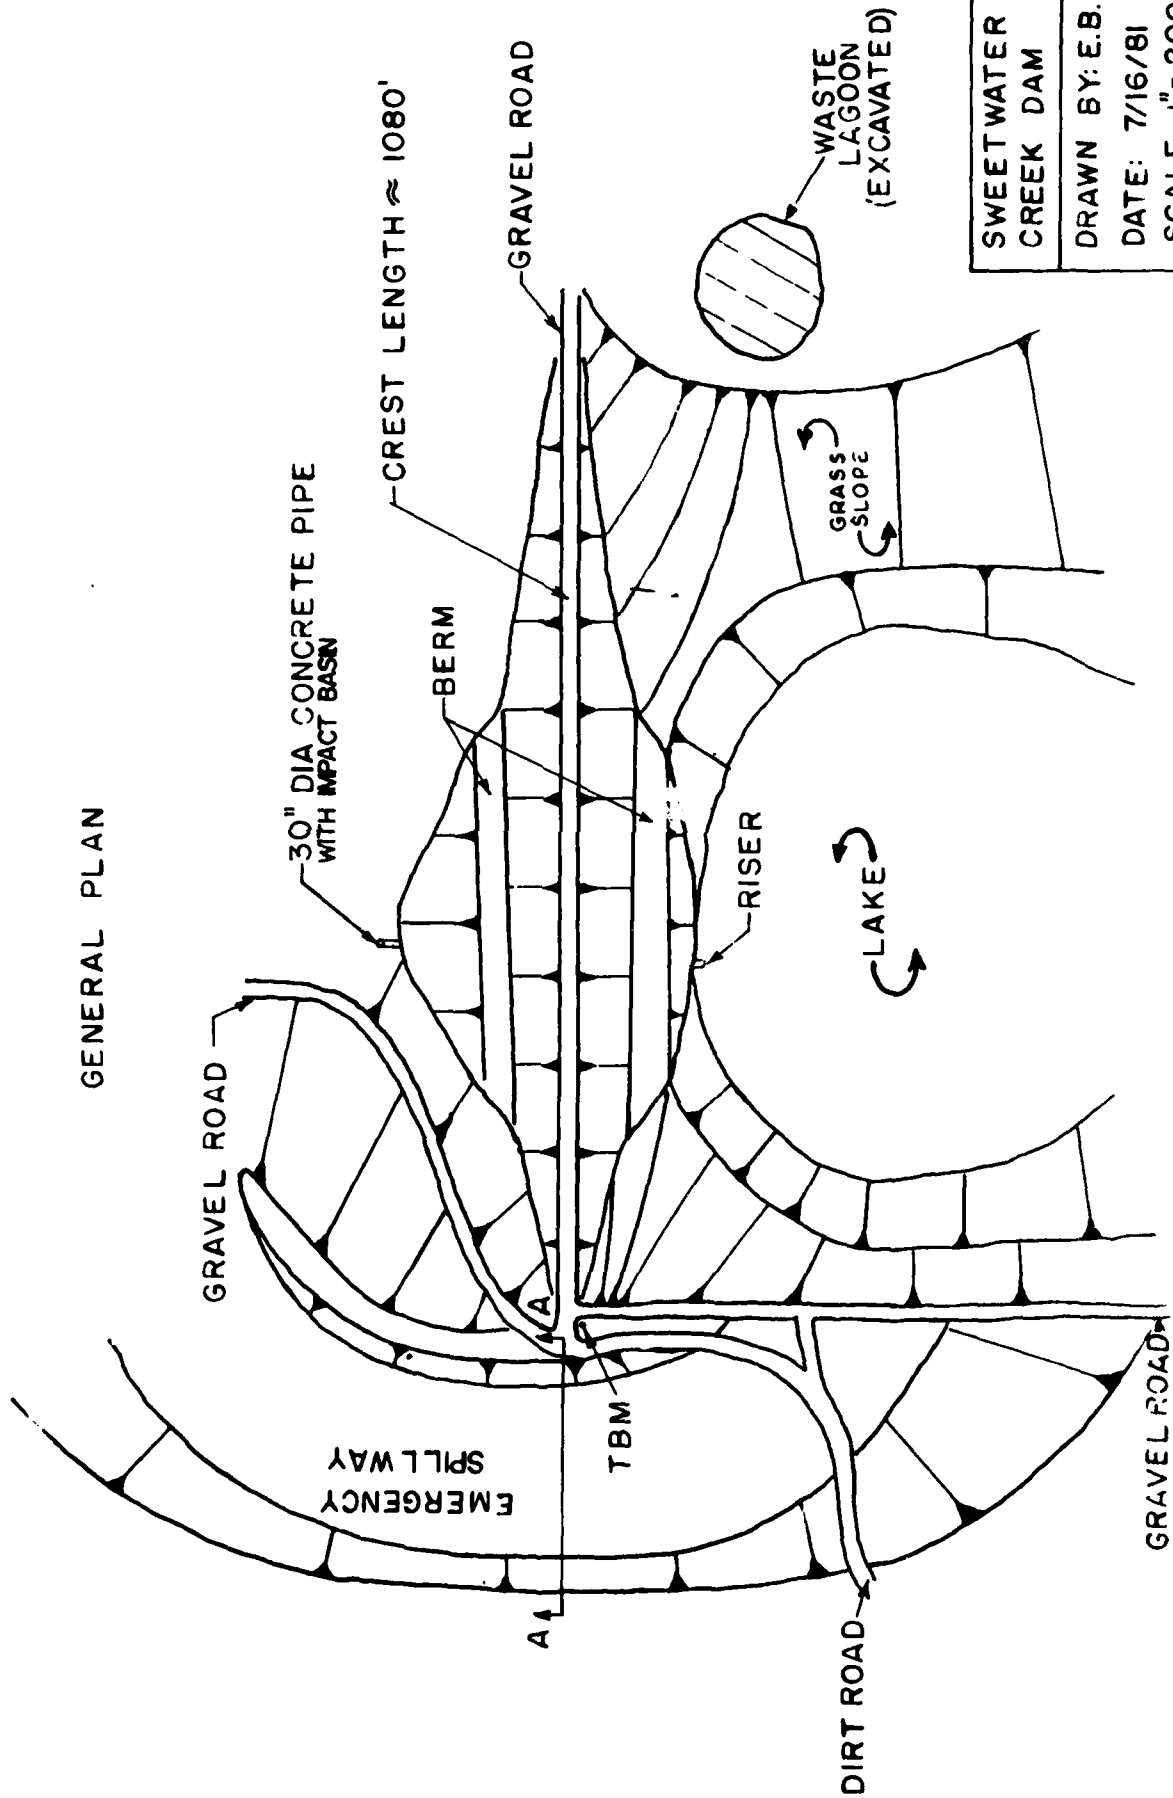 GENERAL PLAN
30" DIA CONCRETE PIPE
WITH IMPACT BASIN
GRAVEL ROAD
CREST LENGTH ≈ 1080'
BERM
GRAVEL ROAD
EMERGENCY
SPILLWAY
A
A
TBM
RISER
LAKE
GRASS
SLOPE
WASTE
LAGOON
(EXCAVATED)
DIRT ROAD
GRAVEL ROAD
SWEETWATER
CREEK DAM
DRAWN BY: E.B.
DATE: 7/16/81